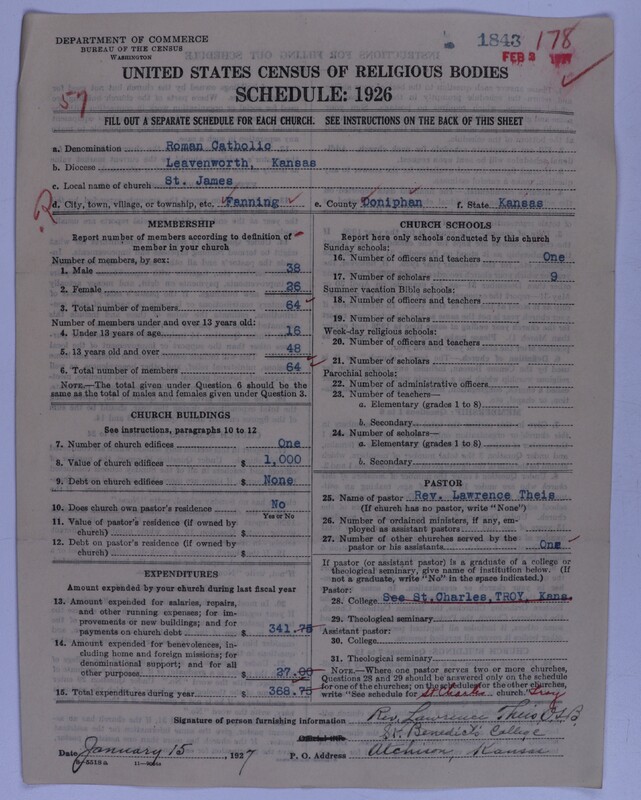 DEPARTMENT OF COMMERCE
BUREAU OF THE CENSUS
WASHINGTON
1843 178
FEB 2 1927
UNITED STATES CENSUS OF RELIGIOUS BODIES
SCHEDULE: 1926
57
FILL OUT A SEPARATE SCHEDULE FOR EACH CHURCH. SEE INSTRUCTIONS ON THE BACK OF THIS SHEET
a. Denomination Roman Catholic
b. Diocese Leavenworth, Kansas
c. Local name of church St. James
d. City, town, village, or township, etc. Fanning e. County Doniphan f. State Kansas
MEMBERSHIP
Report number of members according to definition of
member in your church
Number of members, by sex:
1. Male 38
2. Female 26
3. Total number of members 64
Number of members under and over 13 years old:
4. Under 13 years of age 16
5. 13 years old and over 48
6. Total number of members 64
NOTE.—The total given under Question 6 should be the
same as the total of males and females given under Question 3.
CHURCH BUILDINGS
See instructions, paragraphs 10 to 12
7. Number of church edifices One
8. Value of church edifices $ 1,000
9. Debt on church edifices $ None
10. Does church own pastor's residence? No
Yes or No
11. Value of pastor's residence (if owned by
church) $
12. Debt on pastor's residence (if owned by
church) $
EXPENDITURES
Amount expended by your church during last fiscal year
13. Amount expended for salaries, repairs,
and other running expenses; for im-
provements or new buildings; and for
payments on church debt $ 341.75
14. Amount expended for benevolences, in-
cluding home and foreign missions; for
denominational support; and for all
other purposes $ 27.00
15. Total expenditures during year $ 368.75
CHURCH SCHOOLS
Report here only schools conducted by this church
Sunday schools:
16. Number of officers and teachers One
17. Number of scholars 9
Summer vacation Bible schools:
18. Number of officers and teachers
19. Number of scholars
Week-day religious schools:
20. Number of officers and teachers
21. Number of scholars
Parochial schools:
22. Number of administrative officers
23. Number of teachers—
a. Elementary (grades 1 to 8)
b. Secondary
24. Number of scholars—
a. Elementary (grades 1 to 8)
b. Secondary
PASTOR
25. Name of pastor Rev. Lawrence Theis
(If church has no pastor, write "None")
26. Number of ordained ministers, if any, em-
ployed as assistant pastors
27. Number of other churches served by the
pastor or his assistants One
If pastor (or assistant pastor) is a graduate of a college or
theological seminary, give name of institution below. (If
not a graduate, write "No" in the space indicated.)
Pastor:
28. College See St.Charles,TROY, Kans.
29. Theological seminary
Assistant pastor:
30. College
31. Theological seminary
NOTE.—Where one pastor serves two or more churches,
Questions 28 and 29 should be answered only on the schedule
for one of the churches; on the schedules for the other churches,
write "See schedule for St Charles church." Troy
Signature of person furnishing information Rev. Lawrence Theis O.S.B.
Official title St. Benedict's College
Date January 15, 1927 P. O. Address Atchison, Kansas